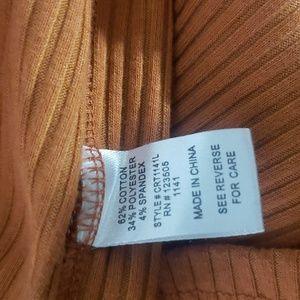 62% COTTON
34% POLYESTER
4% SPANDEX
STYLE # CRT1141L
RN # 123505
1141
MADE IN CHINA
SEE REVERSE
FOR CARE